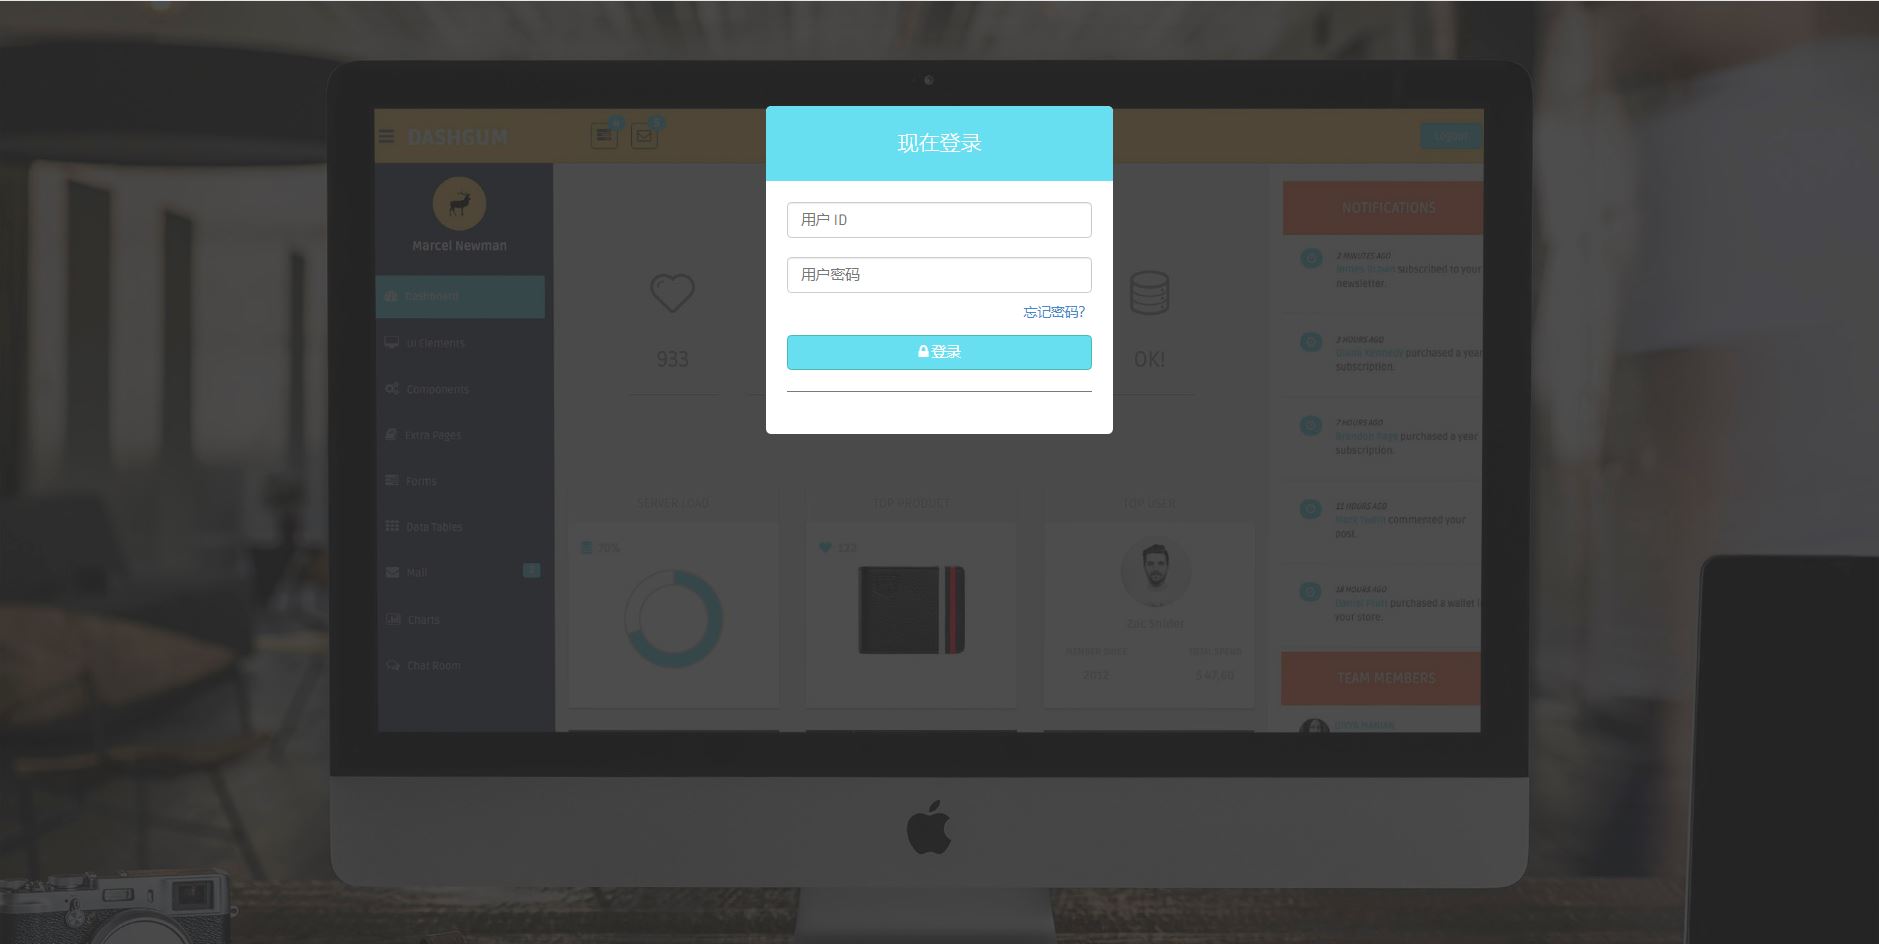 DASHGUM
4
5
Logout
现在登录
用户 ID
用户密码
忘记密码?
登录
Marcel Newman
Dashboard
UI Elements
Components
Extra Pages
Forms
Data Tables
Mail
2
Charts
Chat Room
933
OK!
SERVER LOAD
70%
TOP PRODUCT
122
TOP USER
Zac Snider
MEMBER SINCE
TOTAL SPEND
2012
$ 47,60
NOTIFICATIONS
2 MINUTES AGO
James Brown subscribed to your
newsletter.
3 HOURS AGO
Diana Kennedy purchased a year
subscription.
7 HOURS AGO
Brandon Page purchased a year
subscription.
11 HOURS AGO
Mark Twain commented your
post.
18 HOURS AGO
Daniel Pratt purchased a wallet i
your store.
TEAM MEMBERS
DIVYA MANIAN